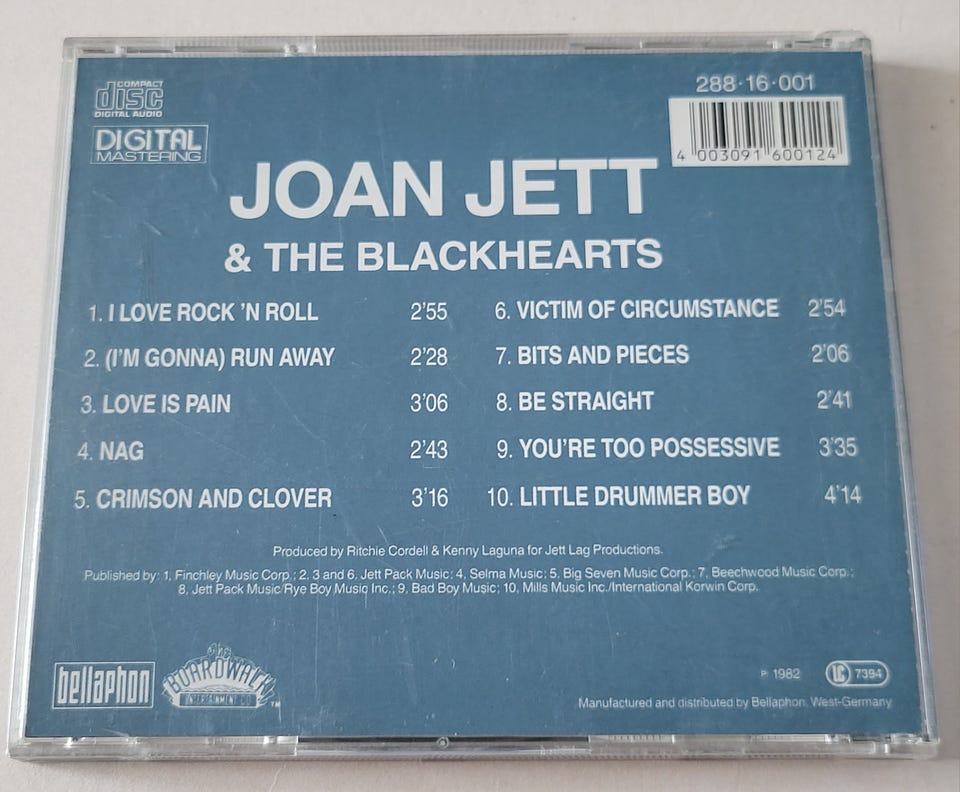 COMPACT
disc
DIGITAL AUDIO
DIGITAL
MASTERING
288·16·001
4 003091 600124
JOAN JETT
& THE BLACKHEARTS
1. I LOVE ROCK 'N ROLL 2'55
2. (I'M GONNA) RUN AWAY 2'28
3. LOVE IS PAIN 3'06
4. NAG 2'43
5. CRIMSON AND CLOVER 3'16
6. VICTIM OF CIRCUMSTANCE 2'54
7. BITS AND PIECES 2'06
8. BE STRAIGHT 2'41
9. YOU'RE TOO POSSESSIVE 3'35
10. LITTLE DRUMMER BOY 4'14
Produced by Ritchie Cordell & Kenny Laguna for Jett Lag Productions.
Published by: 1, Finchley Music Corp.; 2, 3 and 6, Jett Pack Music; 4, Selma Music; 5, Big Seven Music Corp.; 7, Beechwood Music Corp.;
8, Jett Pack Music/Rye Boy Music Inc.; 9, Bad Boy Music; 10, Mills Music Inc./International Korwin Corp.
bellaphon
the
BOARDWALK
ENTERTAINMENT CO
TM
℗ 1982
LC 7394
Manufactured and distributed by Bellaphon, West-Germany